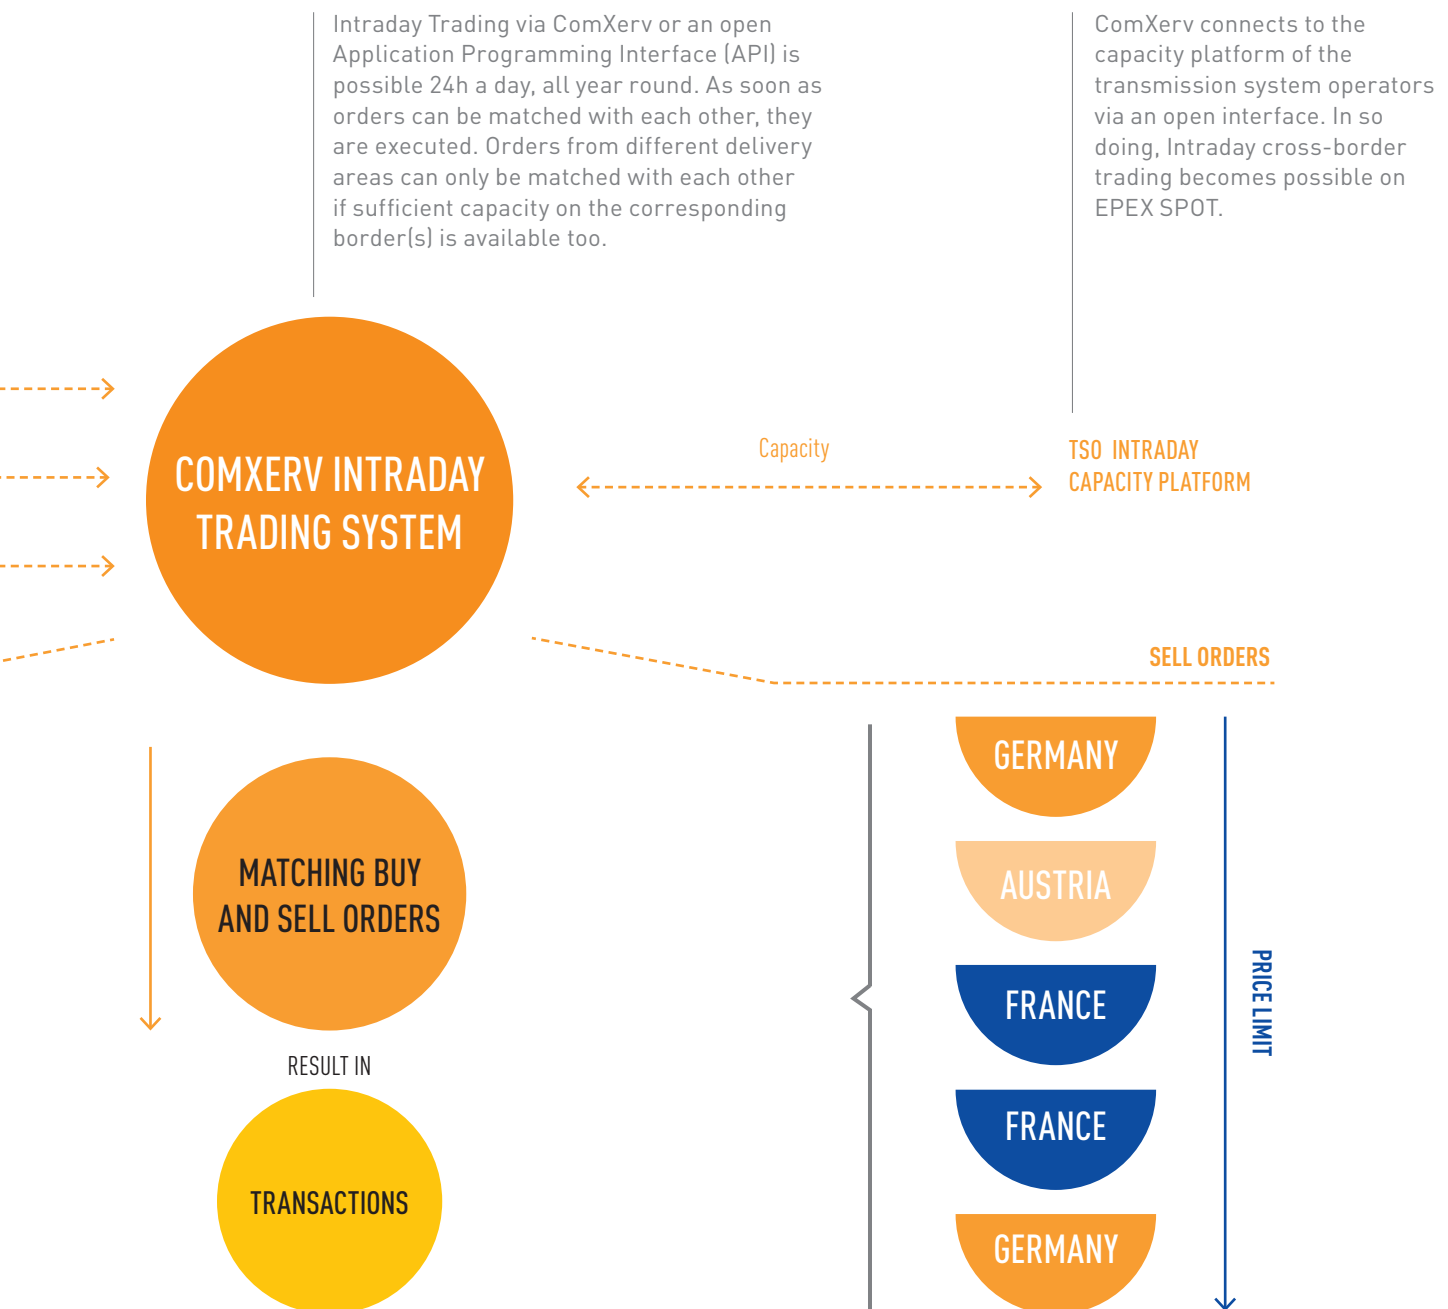 Intraday Trading via ComXerv or an open
Application Programming Interface (API) is
possible 24h a day, all year round. As soon as
orders can be matched with each other, they
are executed. Orders from different delivery
areas can only be matched with each other
if sufficient capacity on the corresponding
border(s) is available too.
ComXerv connects to the
capacity platform of the
transmission system operators
via an open interface. In so
doing, Intraday cross-border
trading becomes possible on
EPEX SPOT.
COMXERV INTRADAY
TRADING SYSTEM
Capacity
TSO INTRADAY
CAPACITY PLATFORM
SELL ORDERS
MATCHING BUY
AND SELL ORDERS
RESULT IN
TRANSACTIONS
GERMANY
AUSTRIA
FRANCE
FRANCE
GERMANY
PRICE LIMIT